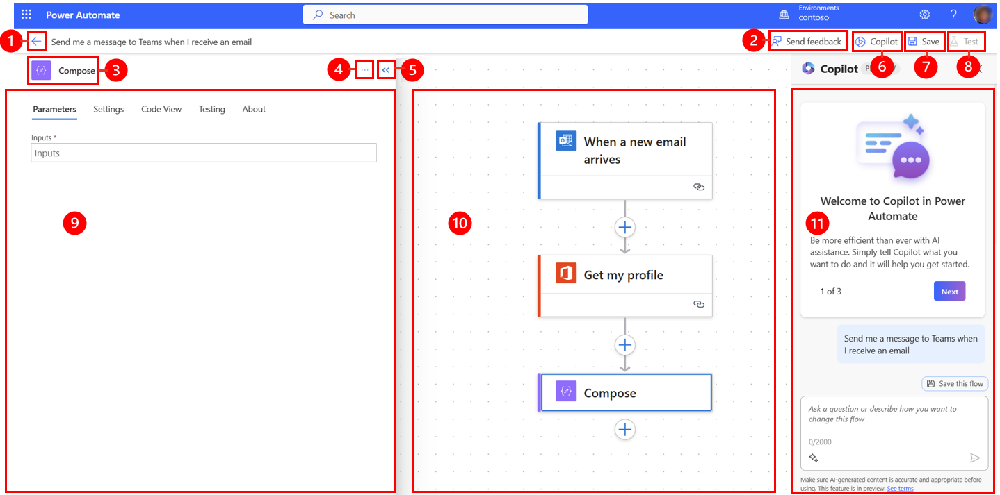 Power Automate
Search
Environments
contoso
?
1
Send me a message to Teams when I receive an email
2
Send feedback
Copilot
Save
Test
Compose
3
4
...
5
6
7
8
Copilot
Parameters
Settings
Code View
Testing
About
Inputs *
Inputs
9
10
When a new email
arrives
Get my profile
Compose
Welcome to Copilot in Power
Automate
11
Be more efficient than ever with AI
assistance. Simply tell Copilot what you
want to do and it will help you get started.
1 of 3
Next
Send me a message to Teams when
I receive an email
Save this flow
Ask a question or describe how you want to
change this flow
0/2000
Make sure AI-generated content is accurate and appropriate before
using. This feature is in preview. See terms